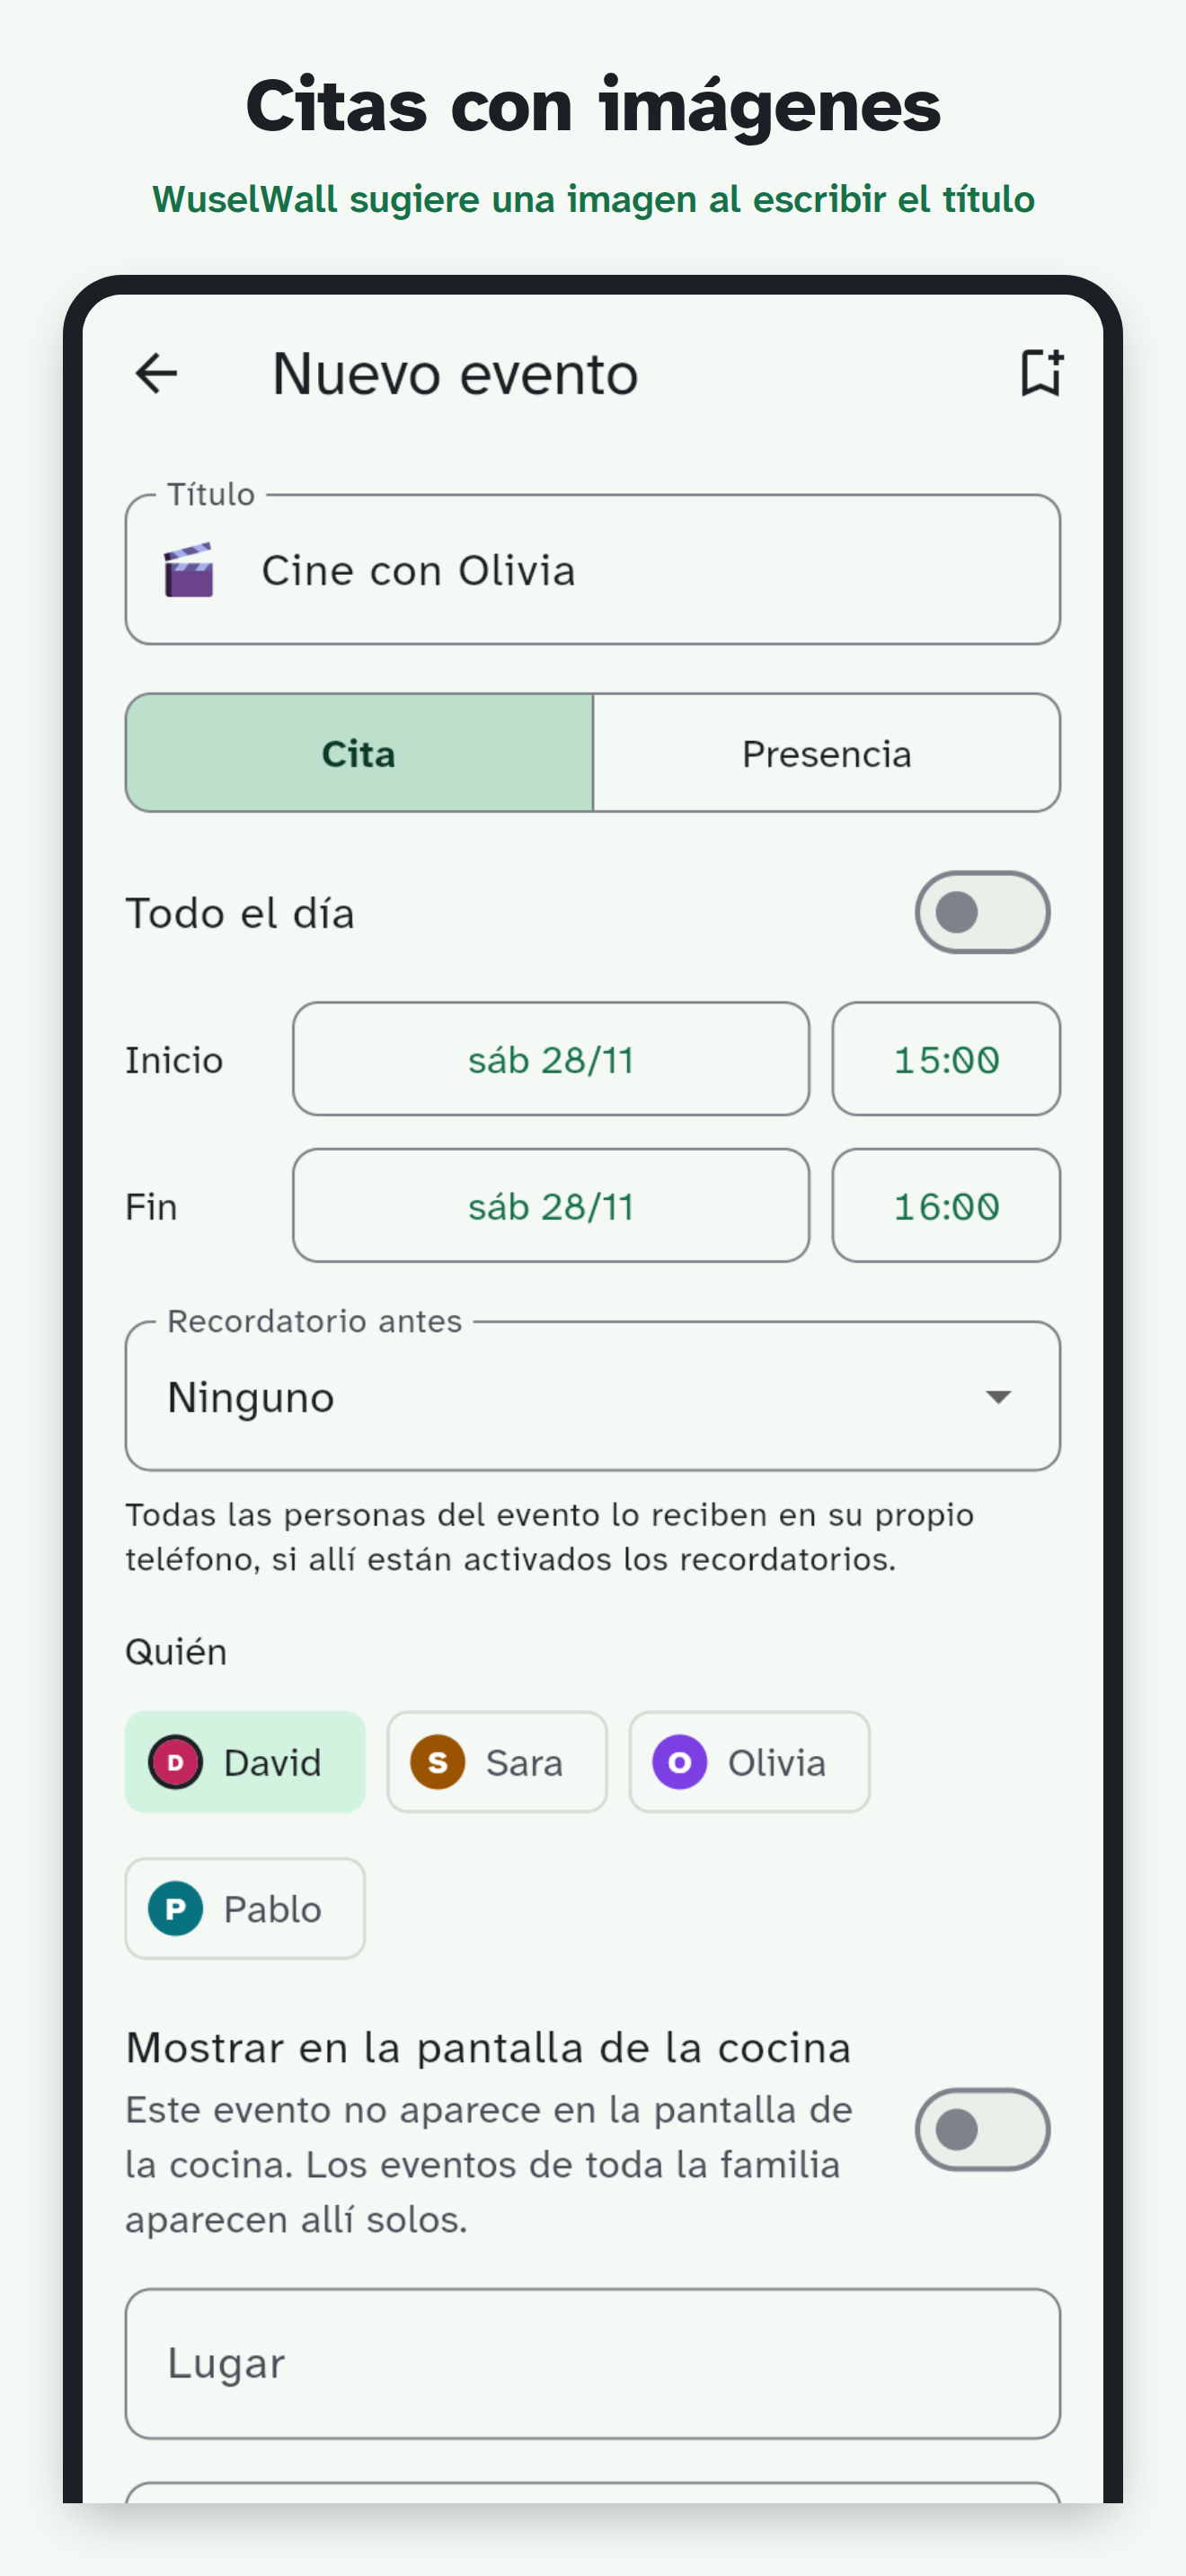 Citas con imágenes
WuselWall sugiere una imagen al escribir el título
Nuevo evento
Título
Cine con Olivia
Cita
Presencia
Todo el día
Inicio
sáb 28/11
15:00
Fin
sáb 28/11
16:00
Recordatorio antes
Ninguno
Todas las personas del evento lo reciben en su propio
teléfono, si allí están activados los recordatorios.
Quién
D David
S Sara
O Olivia
P Pablo
Mostrar en la pantalla de la cocina
Este evento no aparece en la pantalla de
la cocina. Los eventos de toda la familia
aparecen allí solos.
Lugar